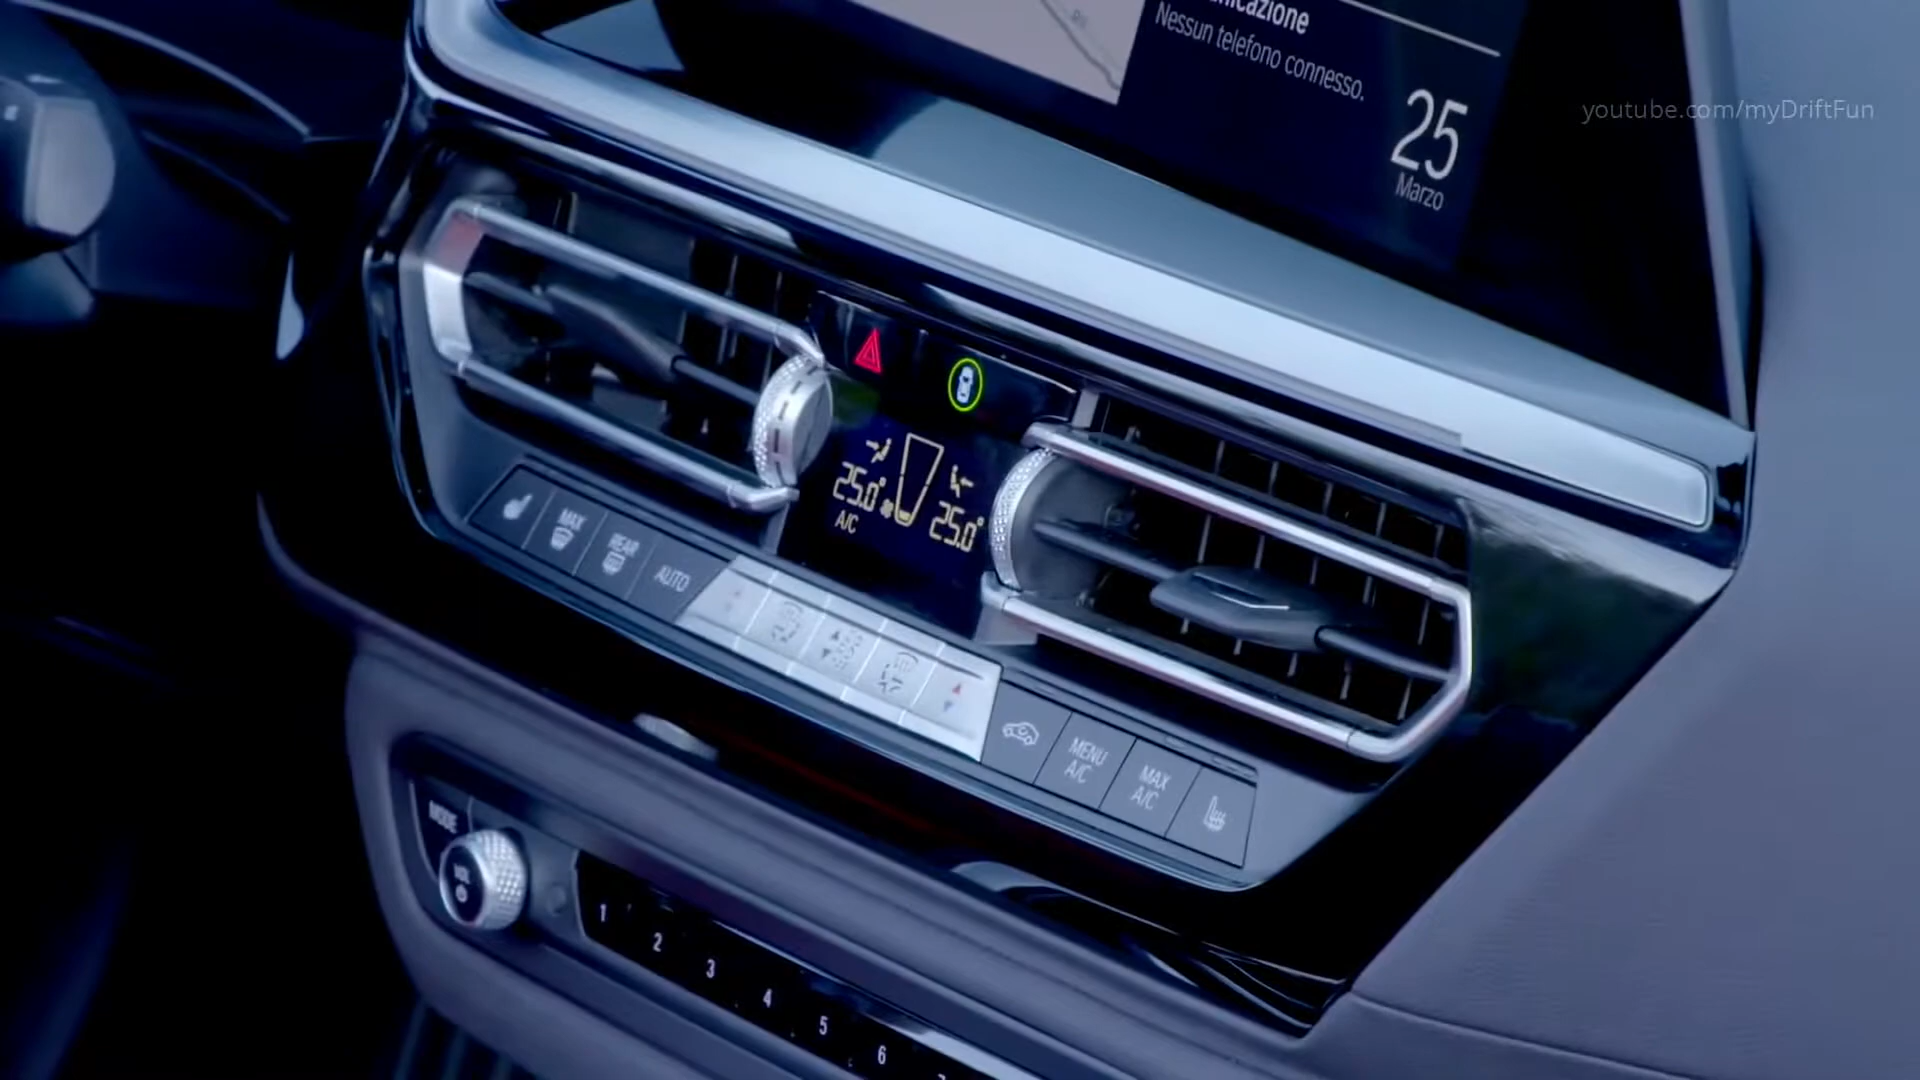 Nessun telefono connesso.
25
Marzo
youtube.com/myDriftFun
25.0°
A/C
25.0°
MAX
REAR
AUTO
MENU
A/C
MAX
A/C
MODE
VOL
1
2
3
4
5
6